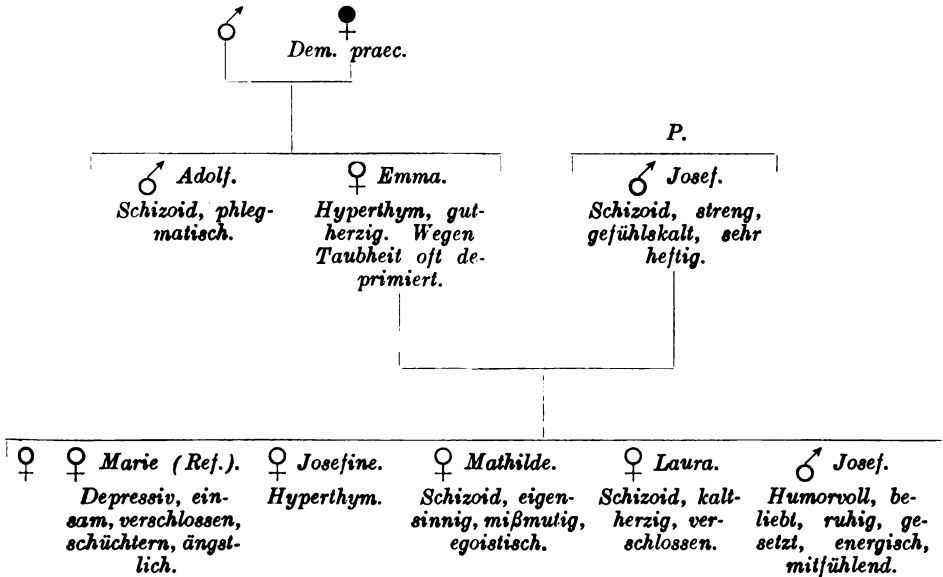 Dem. praec.
P.
Adolf.
Schizoid, phleg-
matisch.
Emma.
Hyperthym, gut-
herzig. Wegen
Taubheit oft de-
primiert.
Josef.
Schizoid, streng,
gefühlskalt, sehr
heftig.
Marie (Ref.).
Depressiv, ein-
sam, verschlossen,
schüchtern, ängst-
lich.
Josefine.
Hyperthym.
Mathilde.
Schizoid, eigen-
sinnig, mißmutig,
egoistisch.
Laura.
Schizoid, kalt-
herzig, ver-
schlossen.
Josef.
Humorvoll, be-
liebt, ruhig, ge-
setzt, energisch,
mitfühlend.